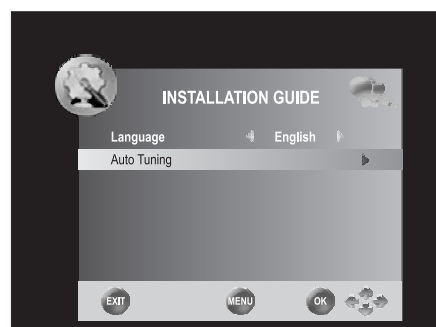 INSTALLATION GUIDE
Language English
Auto Tuning
EXIT MENU OK